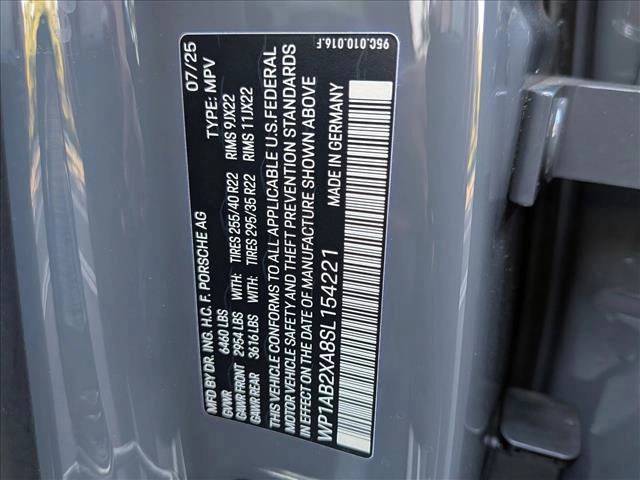 07/25
TYPE: MPV
MFD BY DR. ING. H.C. F. PORSCHE AG
GVWR 6460 LBS
GAWR FRONT 2954 LBS WITH: TIRES 255/40 R22 RIMS 9JX22
GAWR REAR 3616 LBS WITH: TIRES 295/35 R22 RIMS 11JX22
THIS VEHICLE CONFORMS TO ALL APPLICABLE U.S.FEDERAL
MOTOR VEHICLE SAFETY AND THEFT PREVENTION STANDARDS
IN EFFECT ON THE DATE OF MANUFACTURE SHOWN ABOVE
WP1AB2XA8SL154221 MADE IN GERMANY
95C.010.016.F